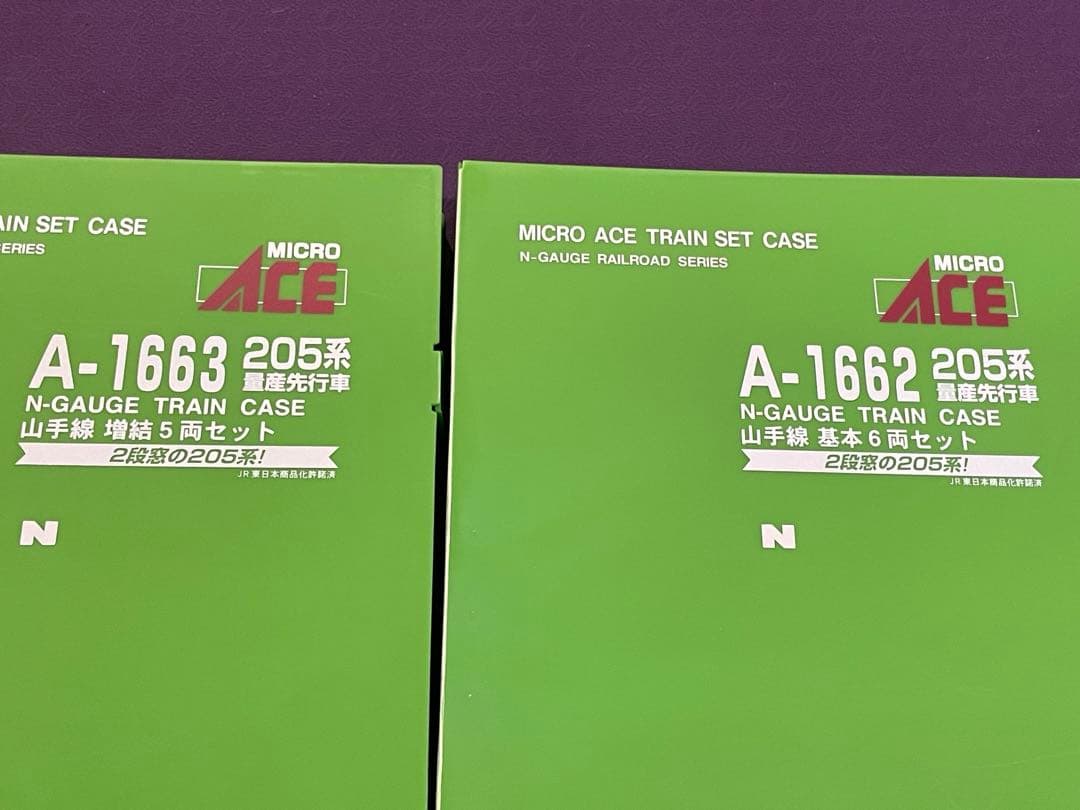 AIN SET CASE
ERIES
MICRO
ACE
A-1663 205系
量産先行車
N-GAUGE TRAIN CASE
山手線 増結5両セット
2段窓の205系!
JR東日本商品化許諾済
N
MICRO ACE TRAIN SET CASE
N-GAUGE RAILROAD SERIES
MICRO
ACE
A-1662 205系
量産先行車
N-GAUGE TRAIN CASE
山手線 基本6両セット
2段窓の205系!
JR東日本商品化許諾済
N